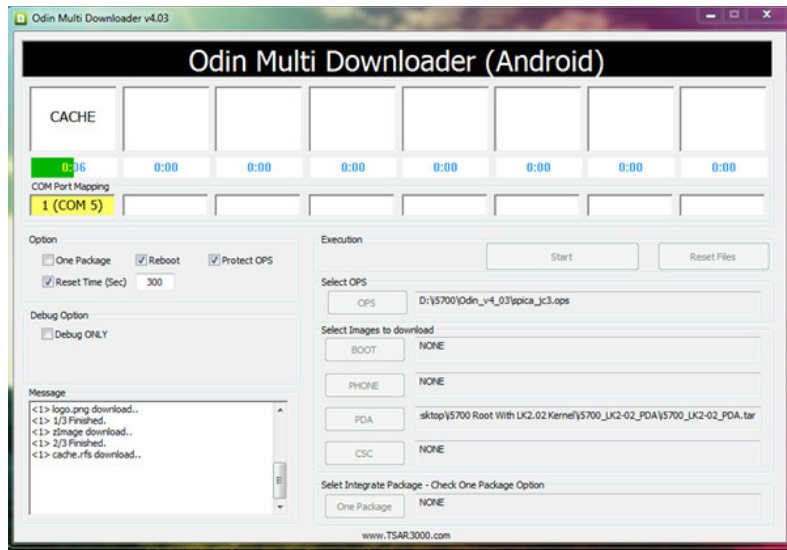 Odin Multi Downloader v4.03
Odin Multi Downloader (Android)
CACHE
0:06 0:00 0:00 0:00 0:00 0:00 0:00 0:00
COM Port Mapping
1 (COM 5)
Option
One Package Reboot Protect OPS
Reset Time (Sec) 300
Debug Option
Debug ONLY
Message
<1> logo.png download..
<1> 1/3 Finished.
<1> zImage download..
<1> 2/3 Finished.
<1> cache.rfs download..
Execution
Start Reset Files
Select OPS
OPS D:\j5700\Odin_v4_03\spica_jc3.ops
Select Images to download
BOOT NONE
PHONE NONE
PDA sktop\j5700 Root With LK2.02 Kernel\j5700_LK2-02_PDA\j5700_LK2-02_PDA.tar
CSC NONE
Selet Integrate Package - Check One Package Option
One Package NONE
www.TSAR3000.com